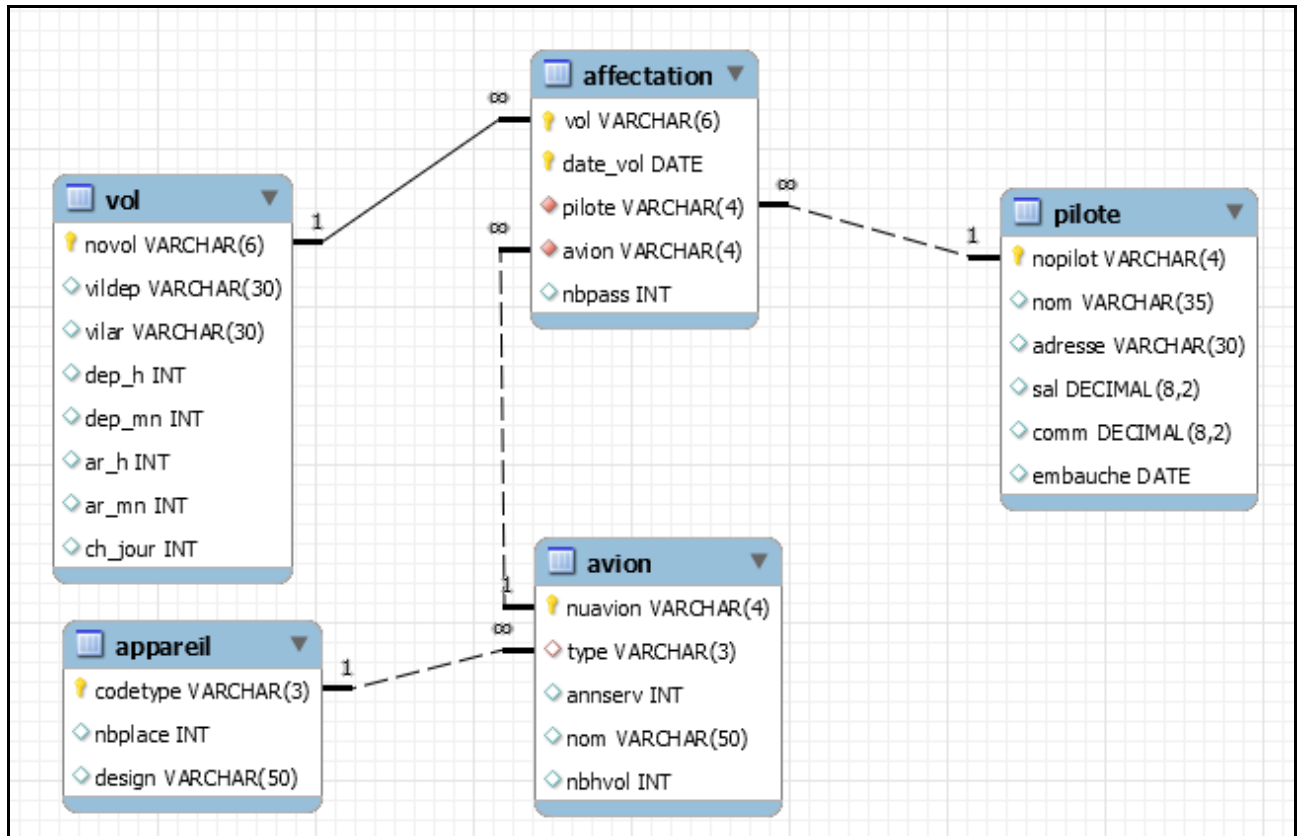 affectation
vol VARCHAR(6)
date_vol DATE
pilote VARCHAR(4)
avion VARCHAR(4)
nbpass INT
∞
∞
∞
vol
novol VARCHAR(6)
vildep VARCHAR(30)
vilar VARCHAR(30)
dep_h INT
dep_mn INT
ar_h INT
ar_mn INT
ch_jour INT
1
pilote
nopilot VARCHAR(4)
nom VARCHAR(35)
adresse VARCHAR(30)
sal DECIMAL(8,2)
comm DECIMAL(8,2)
embauche DATE
1
avion
nuavion VARCHAR(4)
type VARCHAR(3)
annserv INT
nom VARCHAR(50)
nbhvol INT
1
∞
appareil
codetype VARCHAR(3)
nbplace INT
design VARCHAR(50)
1